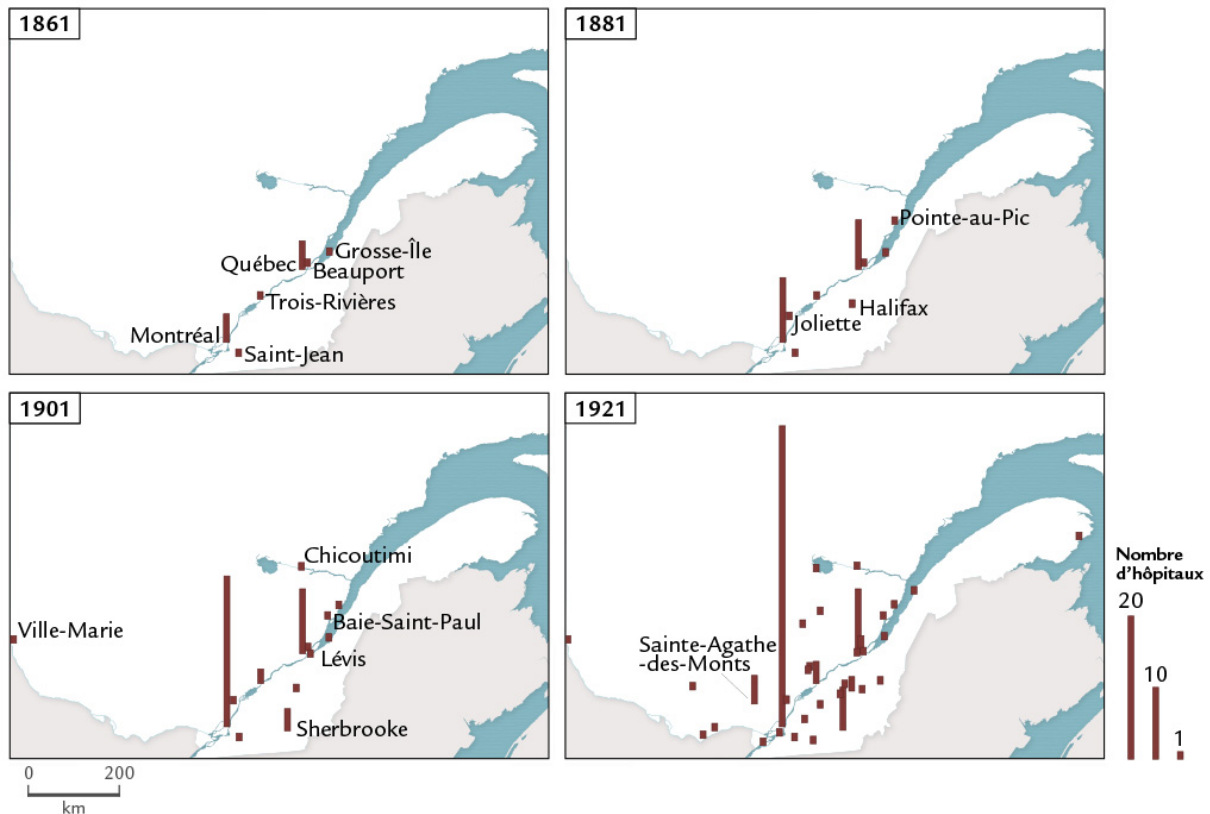 1861
Québec
Grosse-Île
Beauport
Trois-Rivières
Montréal
Saint-Jean
1881
Pointe-au-Pic
Halifax
Joliette
1901
Chicoutimi
Ville-Marie
Baie-Saint-Paul
Lévis
Sherbrooke
0
200
km
1921
Sainte-Agathe
-des-Monts
Nombre
d'hôpitaux
20
10
1